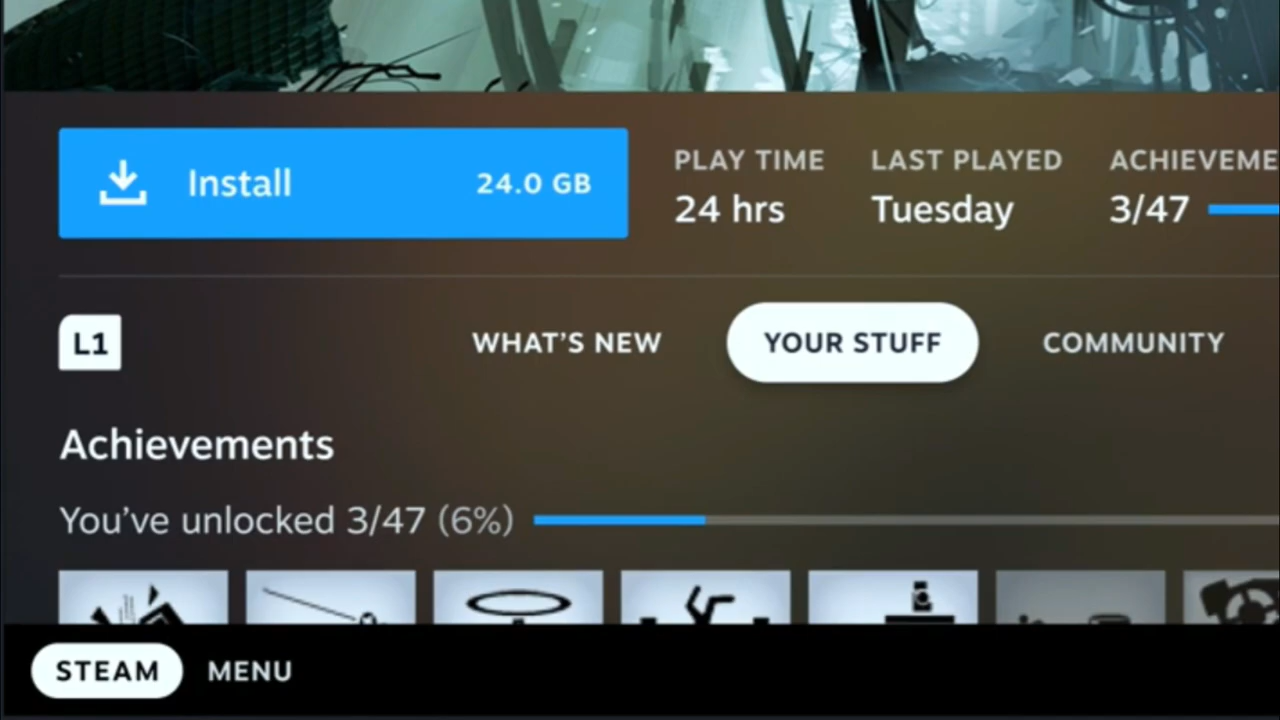 Install 24.0 GB
PLAY TIME LAST PLAYED ACHIEVEME
24 hrs Tuesday 3/47
L1 WHAT'S NEW YOUR STUFF COMMUNITY
Achievements
You've unlocked 3/47 (6%)
STEAM MENU